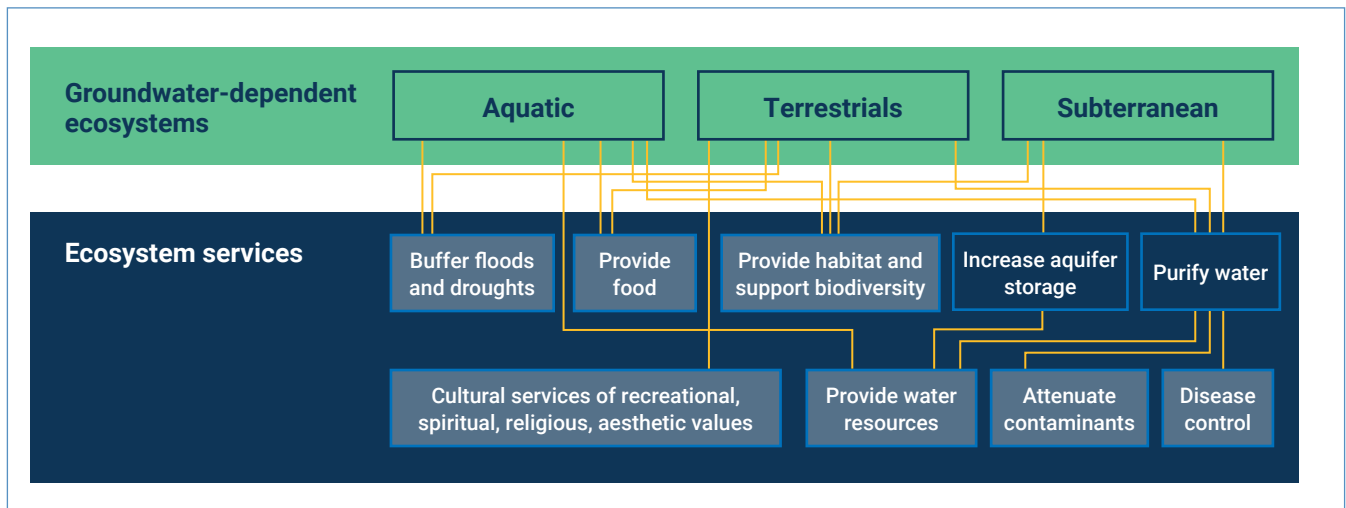 Groundwater-dependent
ecosystems
Aquatic
Terrestrials
Subterranean
Ecosystem services
Buffer floods
and droughts
Provide
food
Provide habitat and
support biodiversity
Increase aquifer
storage
Purify water
Cultural services of recreational,
spiritual, religious, aesthetic values
Provide water
resources
Attenuate
contaminants
Disease
control